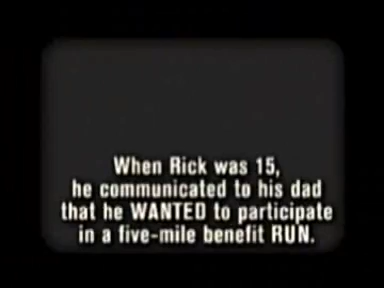 When Rick was 15,
he communicated to his dad
that he WANTED to participate
in a five-mile benefit RUN.